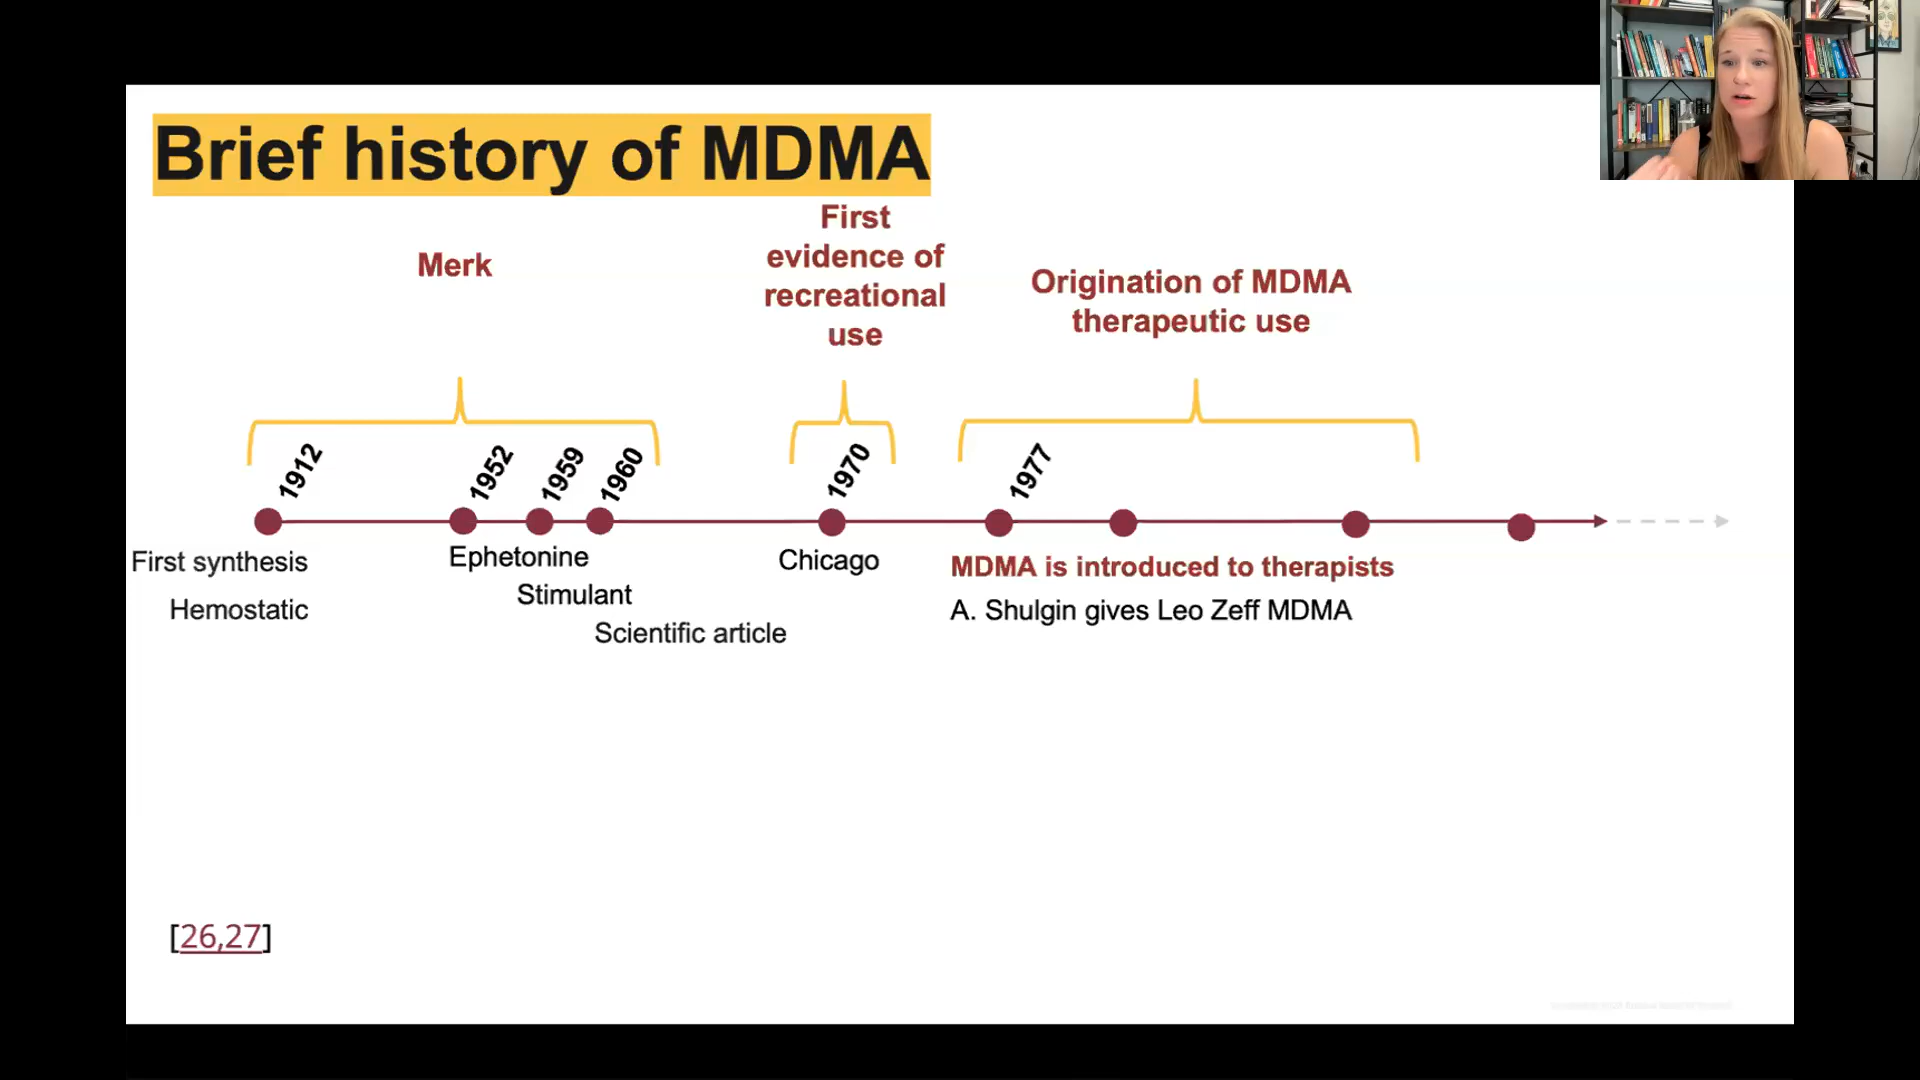 Brief history of MDMA
Merk
First
evidence of
recreational
use
Origination of MDMA
therapeutic use
1912
1952
1959
1960
1970
1977
First synthesis
Hemostatic
Ephetonine
Stimulant
Scientific article
Chicago
MDMA is introduced to therapists
A. Shulgin gives Leo Zeff MDMA
[26,27]